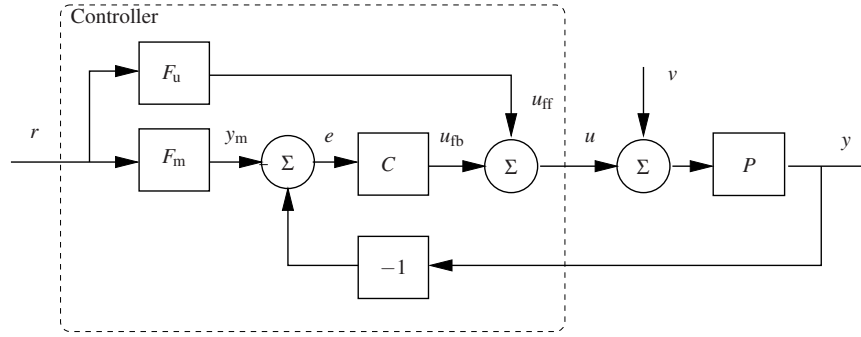 Controller
F_u
u_ff
v
r
F_m
y_m
e
C
u_fb
u
y
Σ
Σ
Σ
P
−1